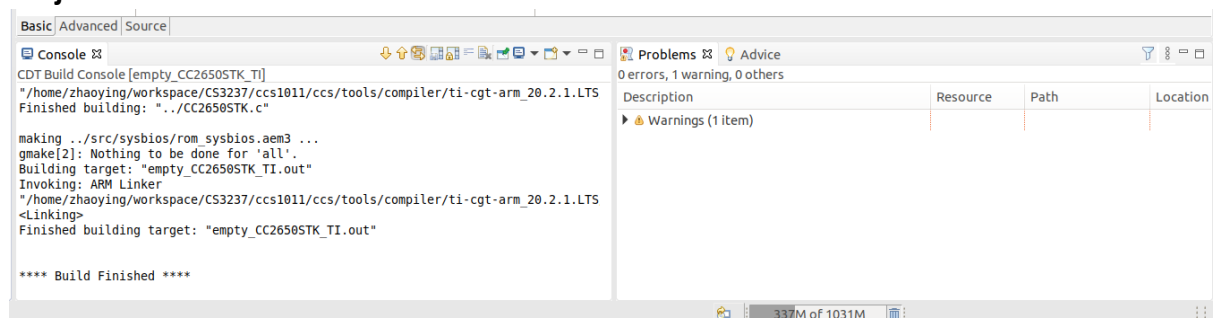 Basic Advanced Source
Console
CDT Build Console [empty_CC2650STK_TI]
"/home/zhaoying/workspace/CS3237/ccs1011/ccs/tools/compiler/ti-cgt-arm_20.2.1.LTS
Finished building: "../CC2650STK.c"
making ../src/sysbios/rom_sysbios.aem3 ...
gmake[2]: Nothing to be done for 'all'.
Building target: "empty_CC2650STK_TI.out"
Invoking: ARM Linker
"/home/zhaoying/workspace/CS3237/ccs1011/ccs/tools/compiler/ti-cgt-arm_20.2.1.LTS
<Linking>
Finished building target: "empty_CC2650STK_TI.out"
**** Build Finished ****
Problems Advice
0 errors, 1 warning, 0 others
Description Resource Path Location
Warnings (1 item)
337M of 1031M